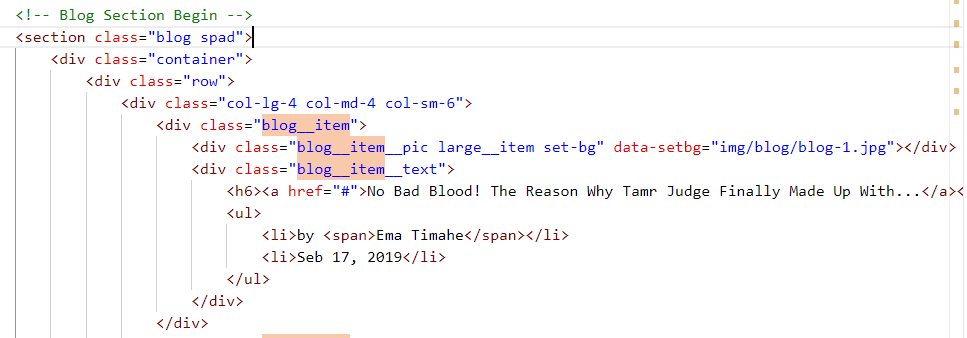 <!-- Blog Section Begin -->
<section class="blog spad">
<div class="container">
<div class="row">
<div class="col-lg-4 col-md-4 col-sm-6">
<div class="blog__item">
<div class="blog__item__pic large__item set-bg" data-setbg="img/blog/blog-1.jpg"></div>
<div class="blog__item__text">
<h6><a href="#">No Bad Blood! The Reason Why Tamr Judge Finally Made Up With...</a><
<ul>
<li>by <span>Ema Timahe</span></li>
<li>Seb 17, 2019</li>
</ul>
</div>
</div>